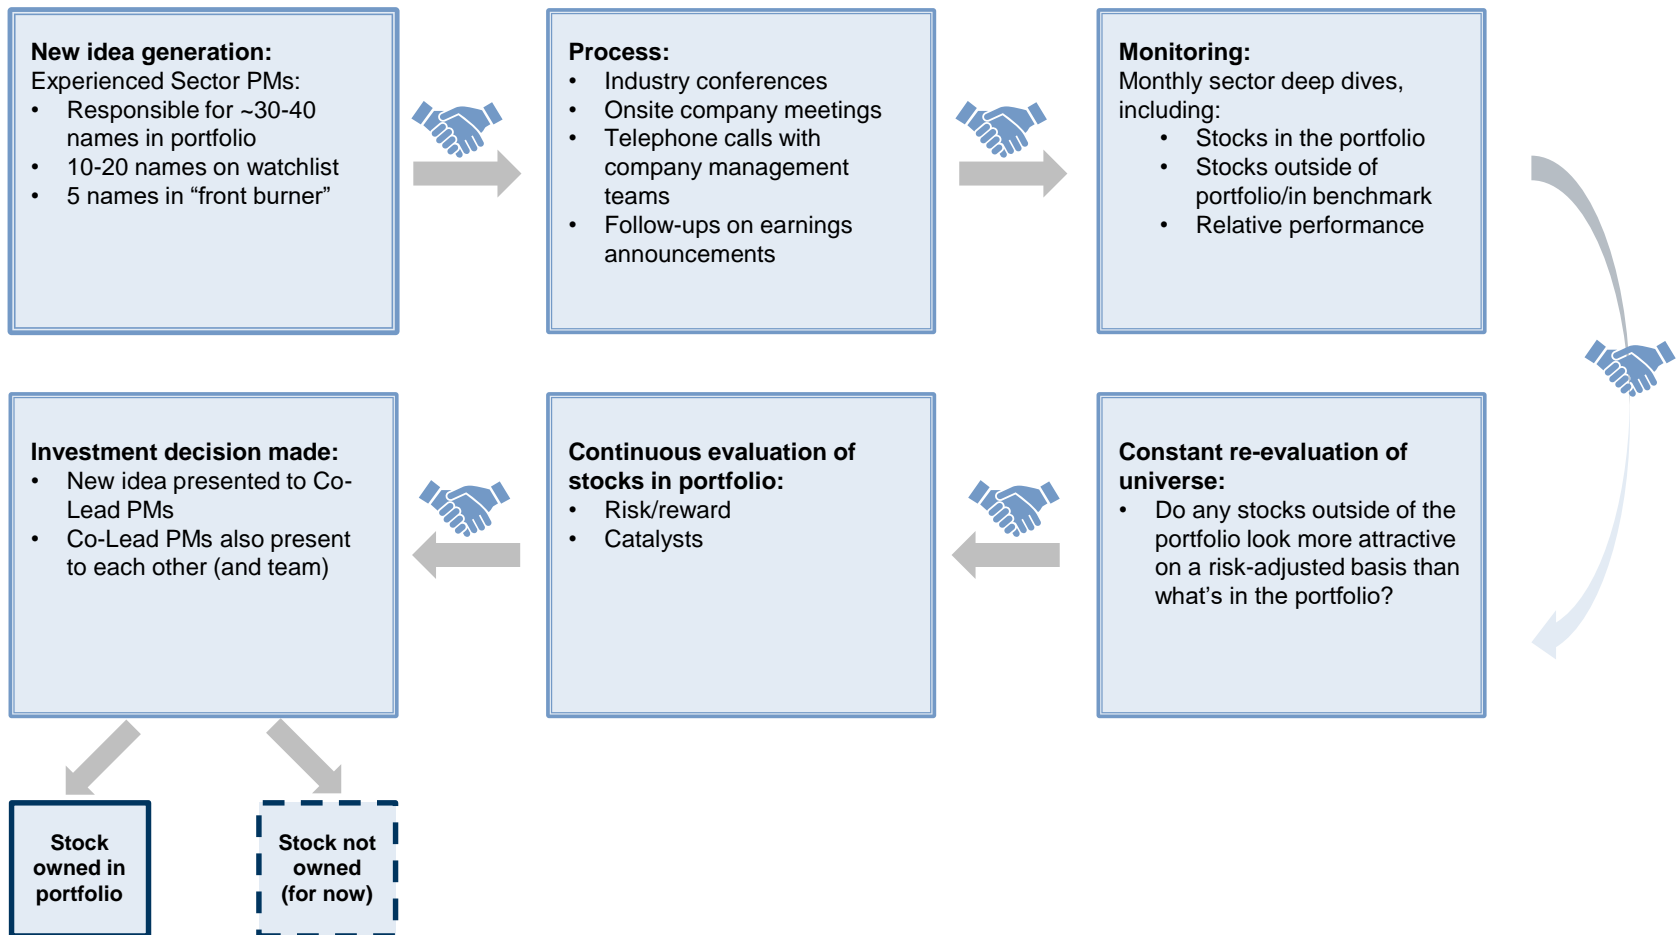 New idea generation:
Experienced Sector PMs:
• Responsible for ~30-40
names in portfolio
• 10-20 names on watchlist
• 5 names in “front burner”
Process:
• Industry conferences
• Onsite company meetings
• Telephone calls with
company management
teams
• Follow-ups on earnings
announcements
Monitoring:
Monthly sector deep dives,
including:
• Stocks in the portfolio
• Stocks outside of
portfolio/in benchmark
• Relative performance
Constant re-evaluation of
universe:
• Do any stocks outside of the
portfolio look more attractive
on a risk-adjusted basis than
what’s in the portfolio?
Continuous evaluation of
stocks in portfolio:
• Risk/reward
• Catalysts
Investment decision made:
• New idea presented to Co-
Lead PMs
• Co-Lead PMs also present
to each other (and team)
Stock
owned in
portfolio
Stock not
owned
(for now)